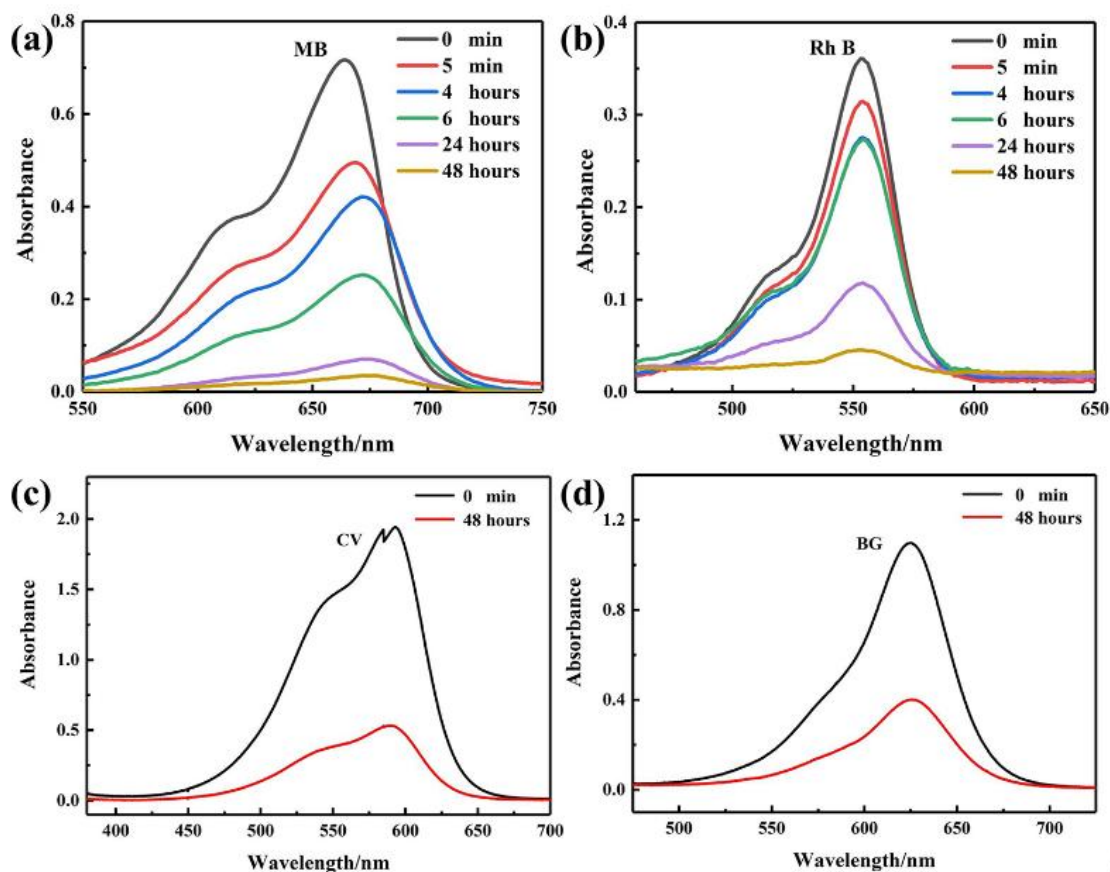 (a)
MB
0 min
5 min
4 hours
6 hours
24 hours
48 hours
0.8
0.6
0.4
0.2
0.0
Absorbance
550 600 650 700 750
Wavelength/nm
(b)
Rh B
0 min
5 min
4 hours
6 hours
24 hours
48 hours
0.4
0.3
0.2
0.1
0.0
Absorbance
500 550 600 650
Wavelength/nm
(c)
CV
0 min
48 hours
2.0
1.5
1.0
0.5
0.0
Absorbance
400 450 500 550 600 650 700
Wavelength/nm
(d)
BG
0 min
48 hours
1.2
0.8
0.4
0.0
Absorbance
500 550 600 650 700
Wavelength/nm